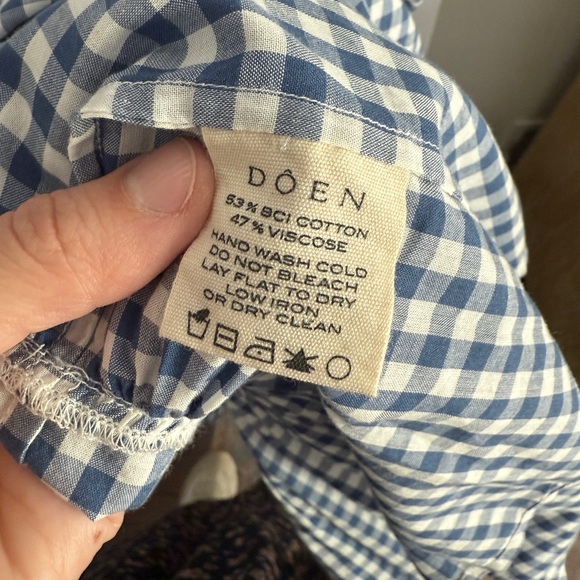 DÔEN
53% BCI COTTON
47% VISCOSE
HAND WASH COLD
DO NOT BLEACH
LAY FLAT TO DRY
LOW IRON
OR DRY CLEAN